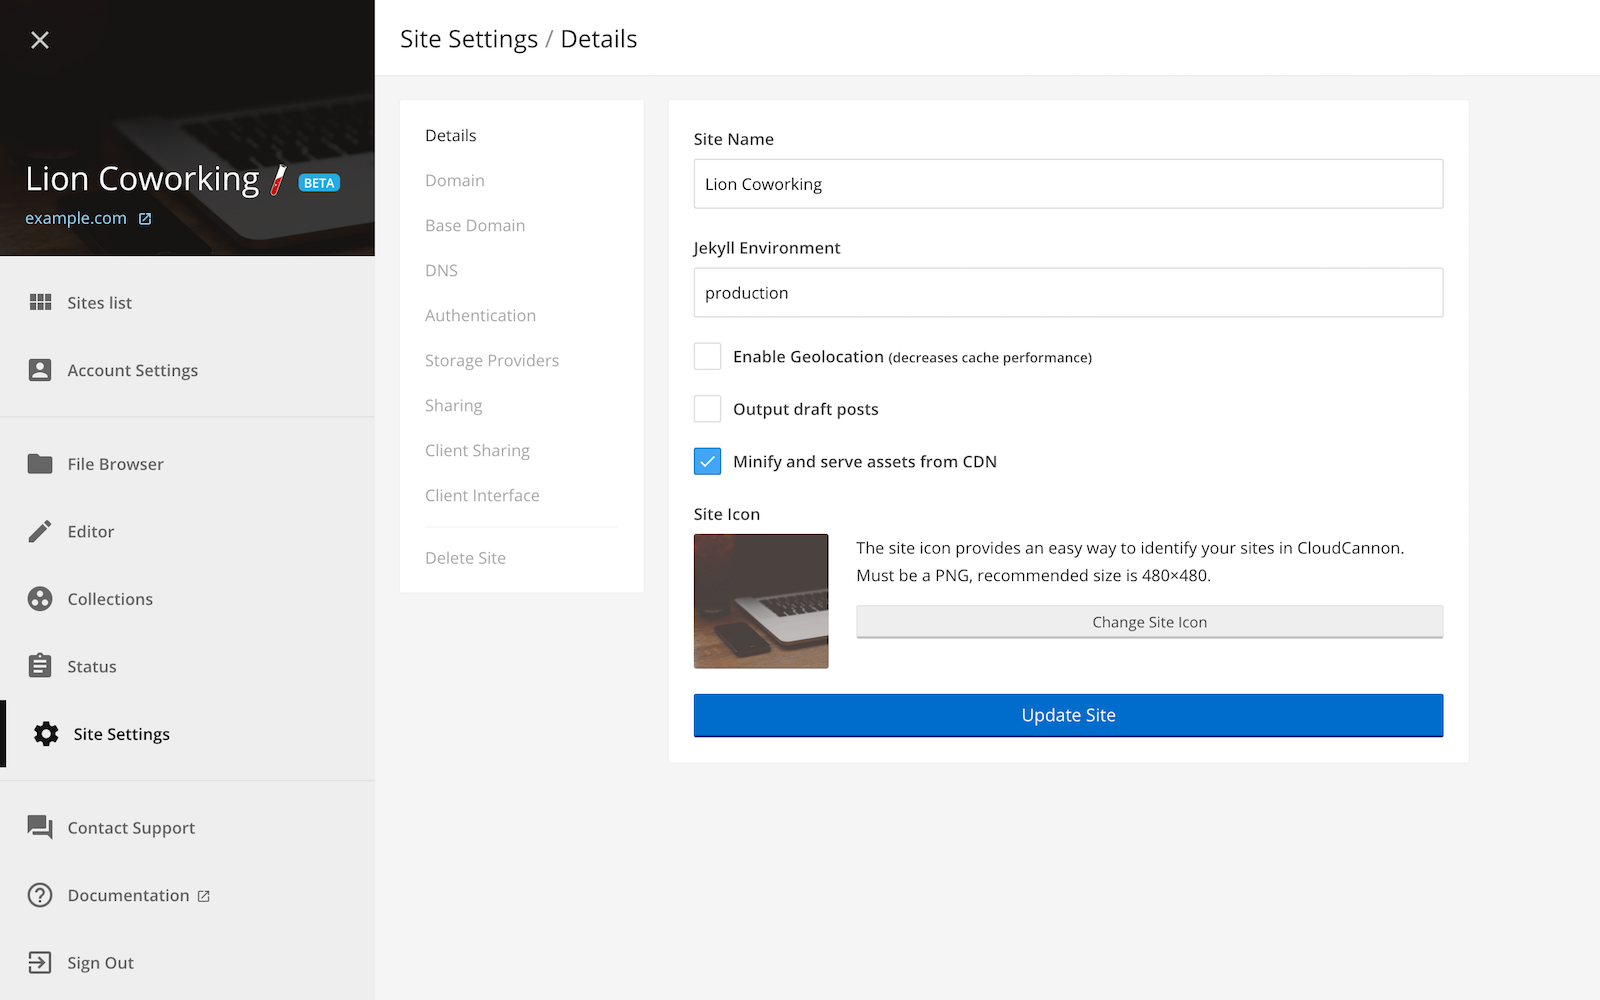 Lion Coworking BETA
example.com
Sites list
Account Settings
File Browser
Editor
Collections
Status
Site Settings
Contact Support
Documentation
Sign Out
Site Settings / Details
Details
Domain
Base Domain
DNS
Authentication
Storage Providers
Sharing
Client Sharing
Client Interface
Delete Site
Site Name
Lion Coworking
Jekyll Environment
production
Enable Geolocation (decreases cache performance)
Output draft posts
Minify and serve assets from CDN
Site Icon
The site icon provides an easy way to identify your sites in CloudCannon.
Must be a PNG, recommended size is 480×480.
Change Site Icon
Update Site